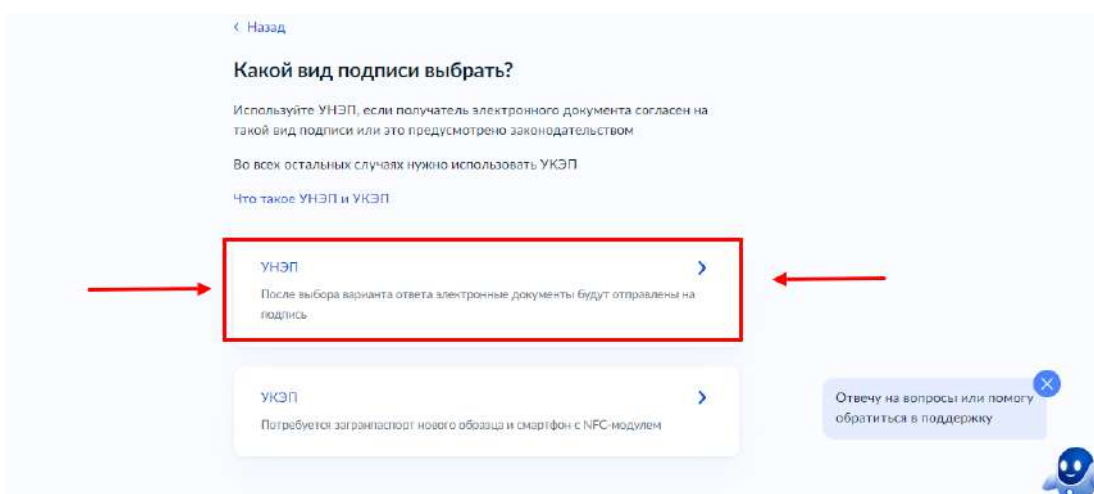 Назад
Какой вид подписи выбрать?
Используйте УНЭП, если получатель электронного документа согласен на
такой вид подписи или это предусмотрено законодательством
Во всех остальных случаях нужно использовать УКЭП
Что такое УНЭП и УКЭП
УНЭП
После выбора варианта ответа электронные документы будут отправлены на
подпись
УКЭП
Потребуется загранпаспорт нового образца и смартфон с NFC-модулем
Отвечу на вопросы или помогу
обратиться в поддержку